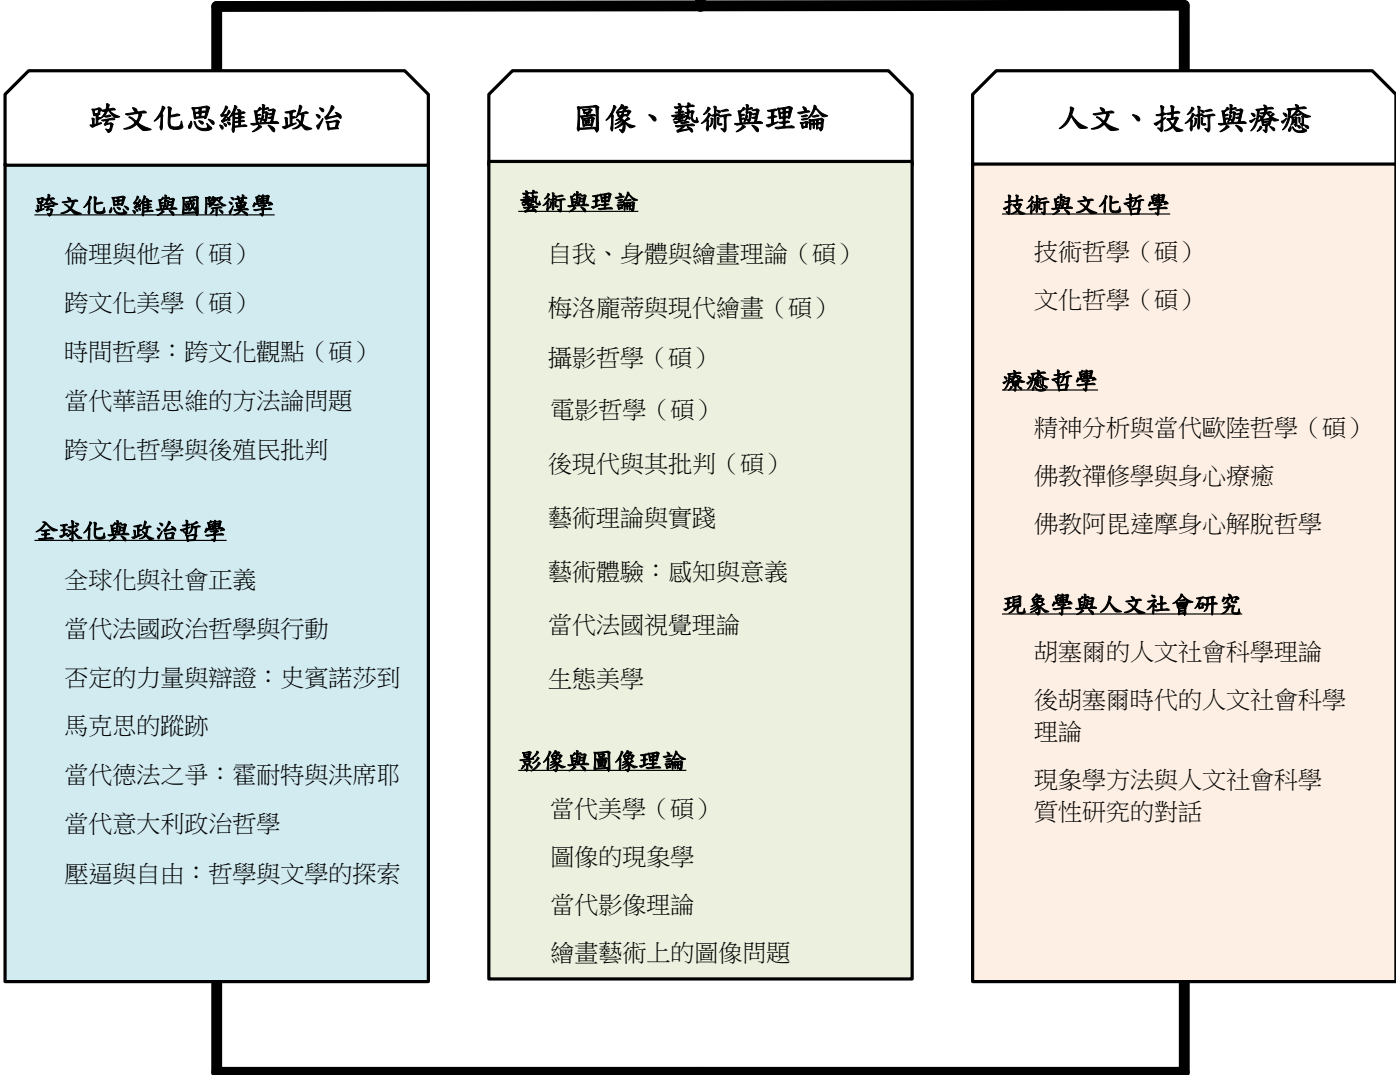 跨文化思維與政治
跨文化思維與國際漢學
倫理與他者（碩）
跨文化美學（碩）
時間哲學：跨文化觀點（碩）
當代華語思維的方法論問題
跨文化哲學與後殖民批判
全球化與政治哲學
全球化與社會正義
當代法國政治哲學與行動
否定的力量與辯證：史賓諾莎到
馬克思的蹤跡
當代德法之爭：霍耐特與洪席耶
當代意大利政治哲學
壓逼與自由：哲學與文學的探索
圖像、藝術與理論
藝術與理論
自我、身體與繪畫理論（碩）
梅洛龐蒂與現代繪畫（碩）
攝影哲學（碩）
電影哲學（碩）
後現代與其批判（碩）
藝術理論與實踐
藝術體驗：感知與意義
當代法國視覺理論
生態美學
影像與圖像理論
當代美學（碩）
圖像的現象學
當代影像理論
繪畫藝術上的圖像問題
人文、技術與療癒
技術與文化哲學
技術哲學（碩）
文化哲學（碩）
療癒哲學
精神分析與當代歐陸哲學（碩）
佛教禪修學與身心療癒
佛教阿毘達摩身心解脫哲學
現象學與人文社會研究
胡塞爾的人文社會科學理論
後胡塞爾時代的人文社會科學
理論
現象學方法與人文社會科學
質性研究的對話